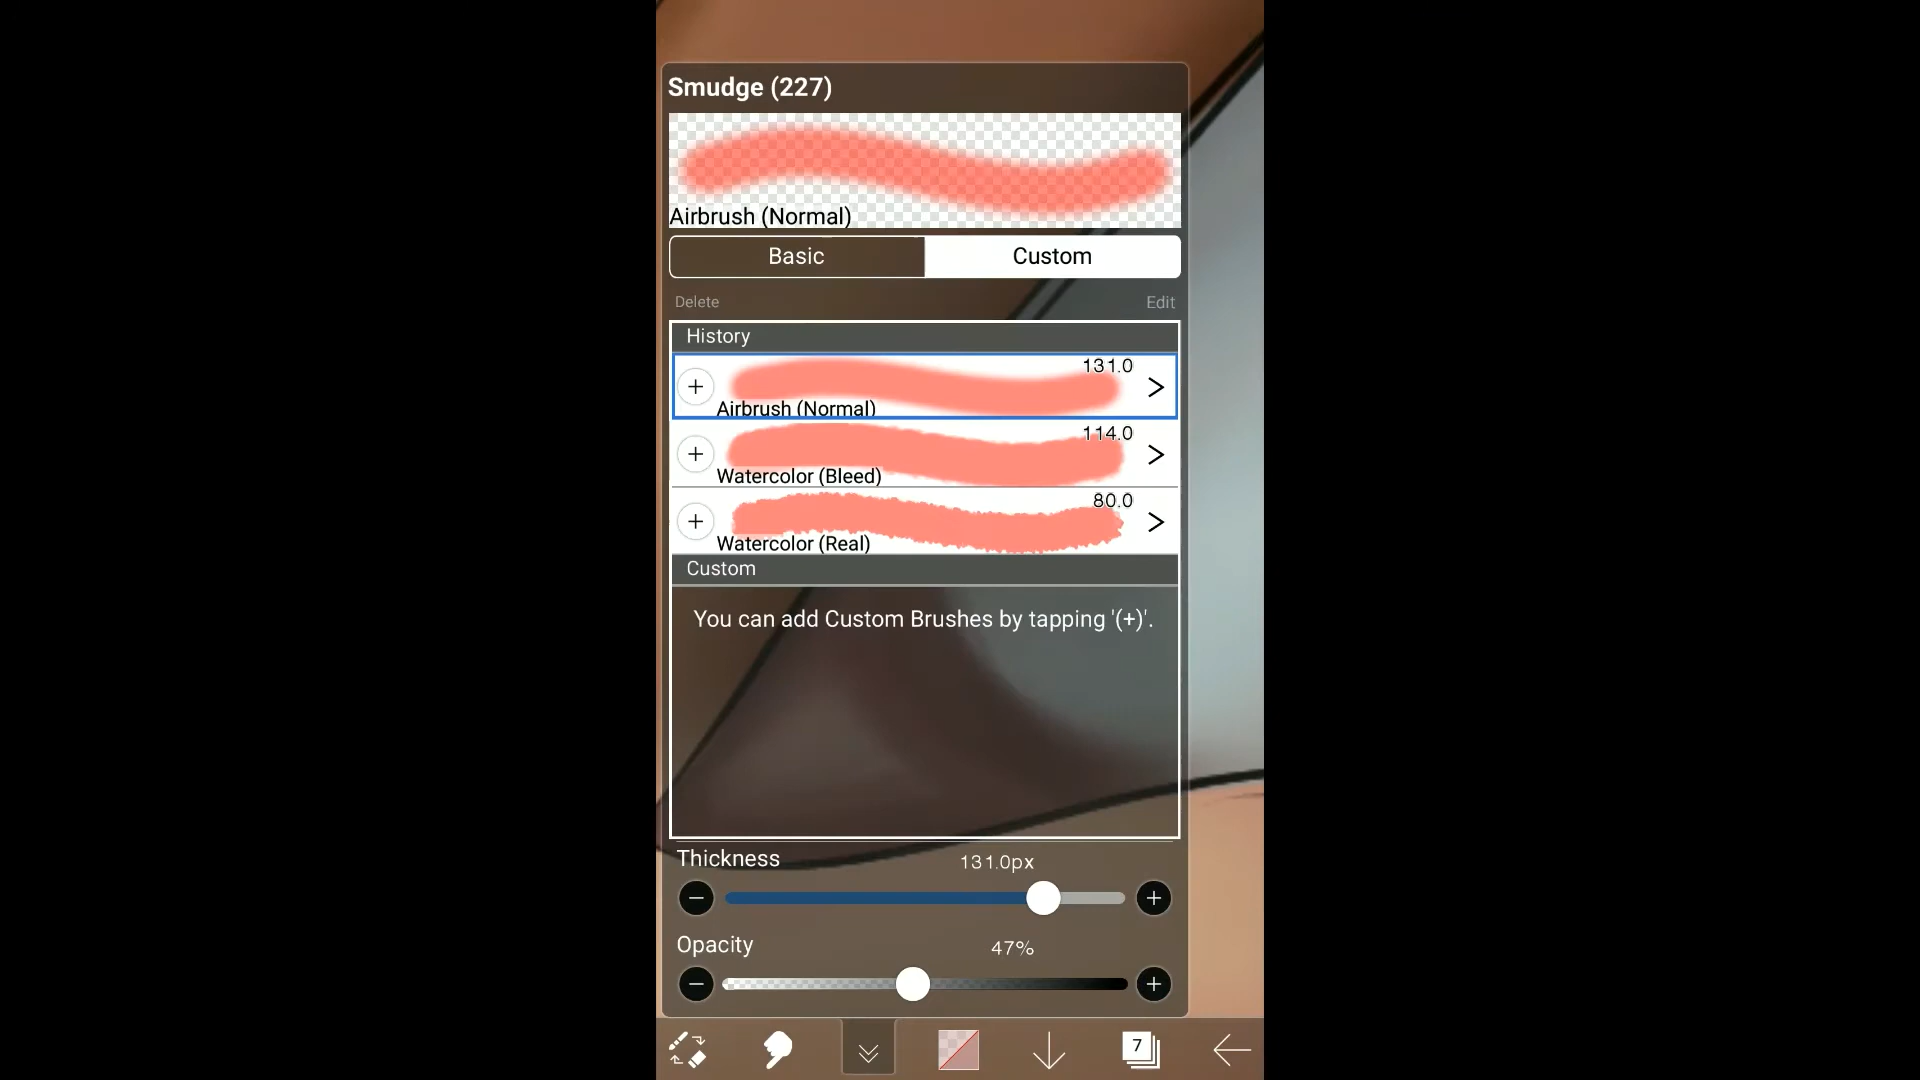 Smudge (227)
Airbrush (Normal)
Basic
Custom
Delete
Edit
History
131.0
Airbrush (Normal)
114.0
Watercolor (Bleed)
80.0
Watercolor (Real)
Custom
You can add Custom Brushes by tapping '(+)'.
Thickness
131.0px
Opacity
47%
7